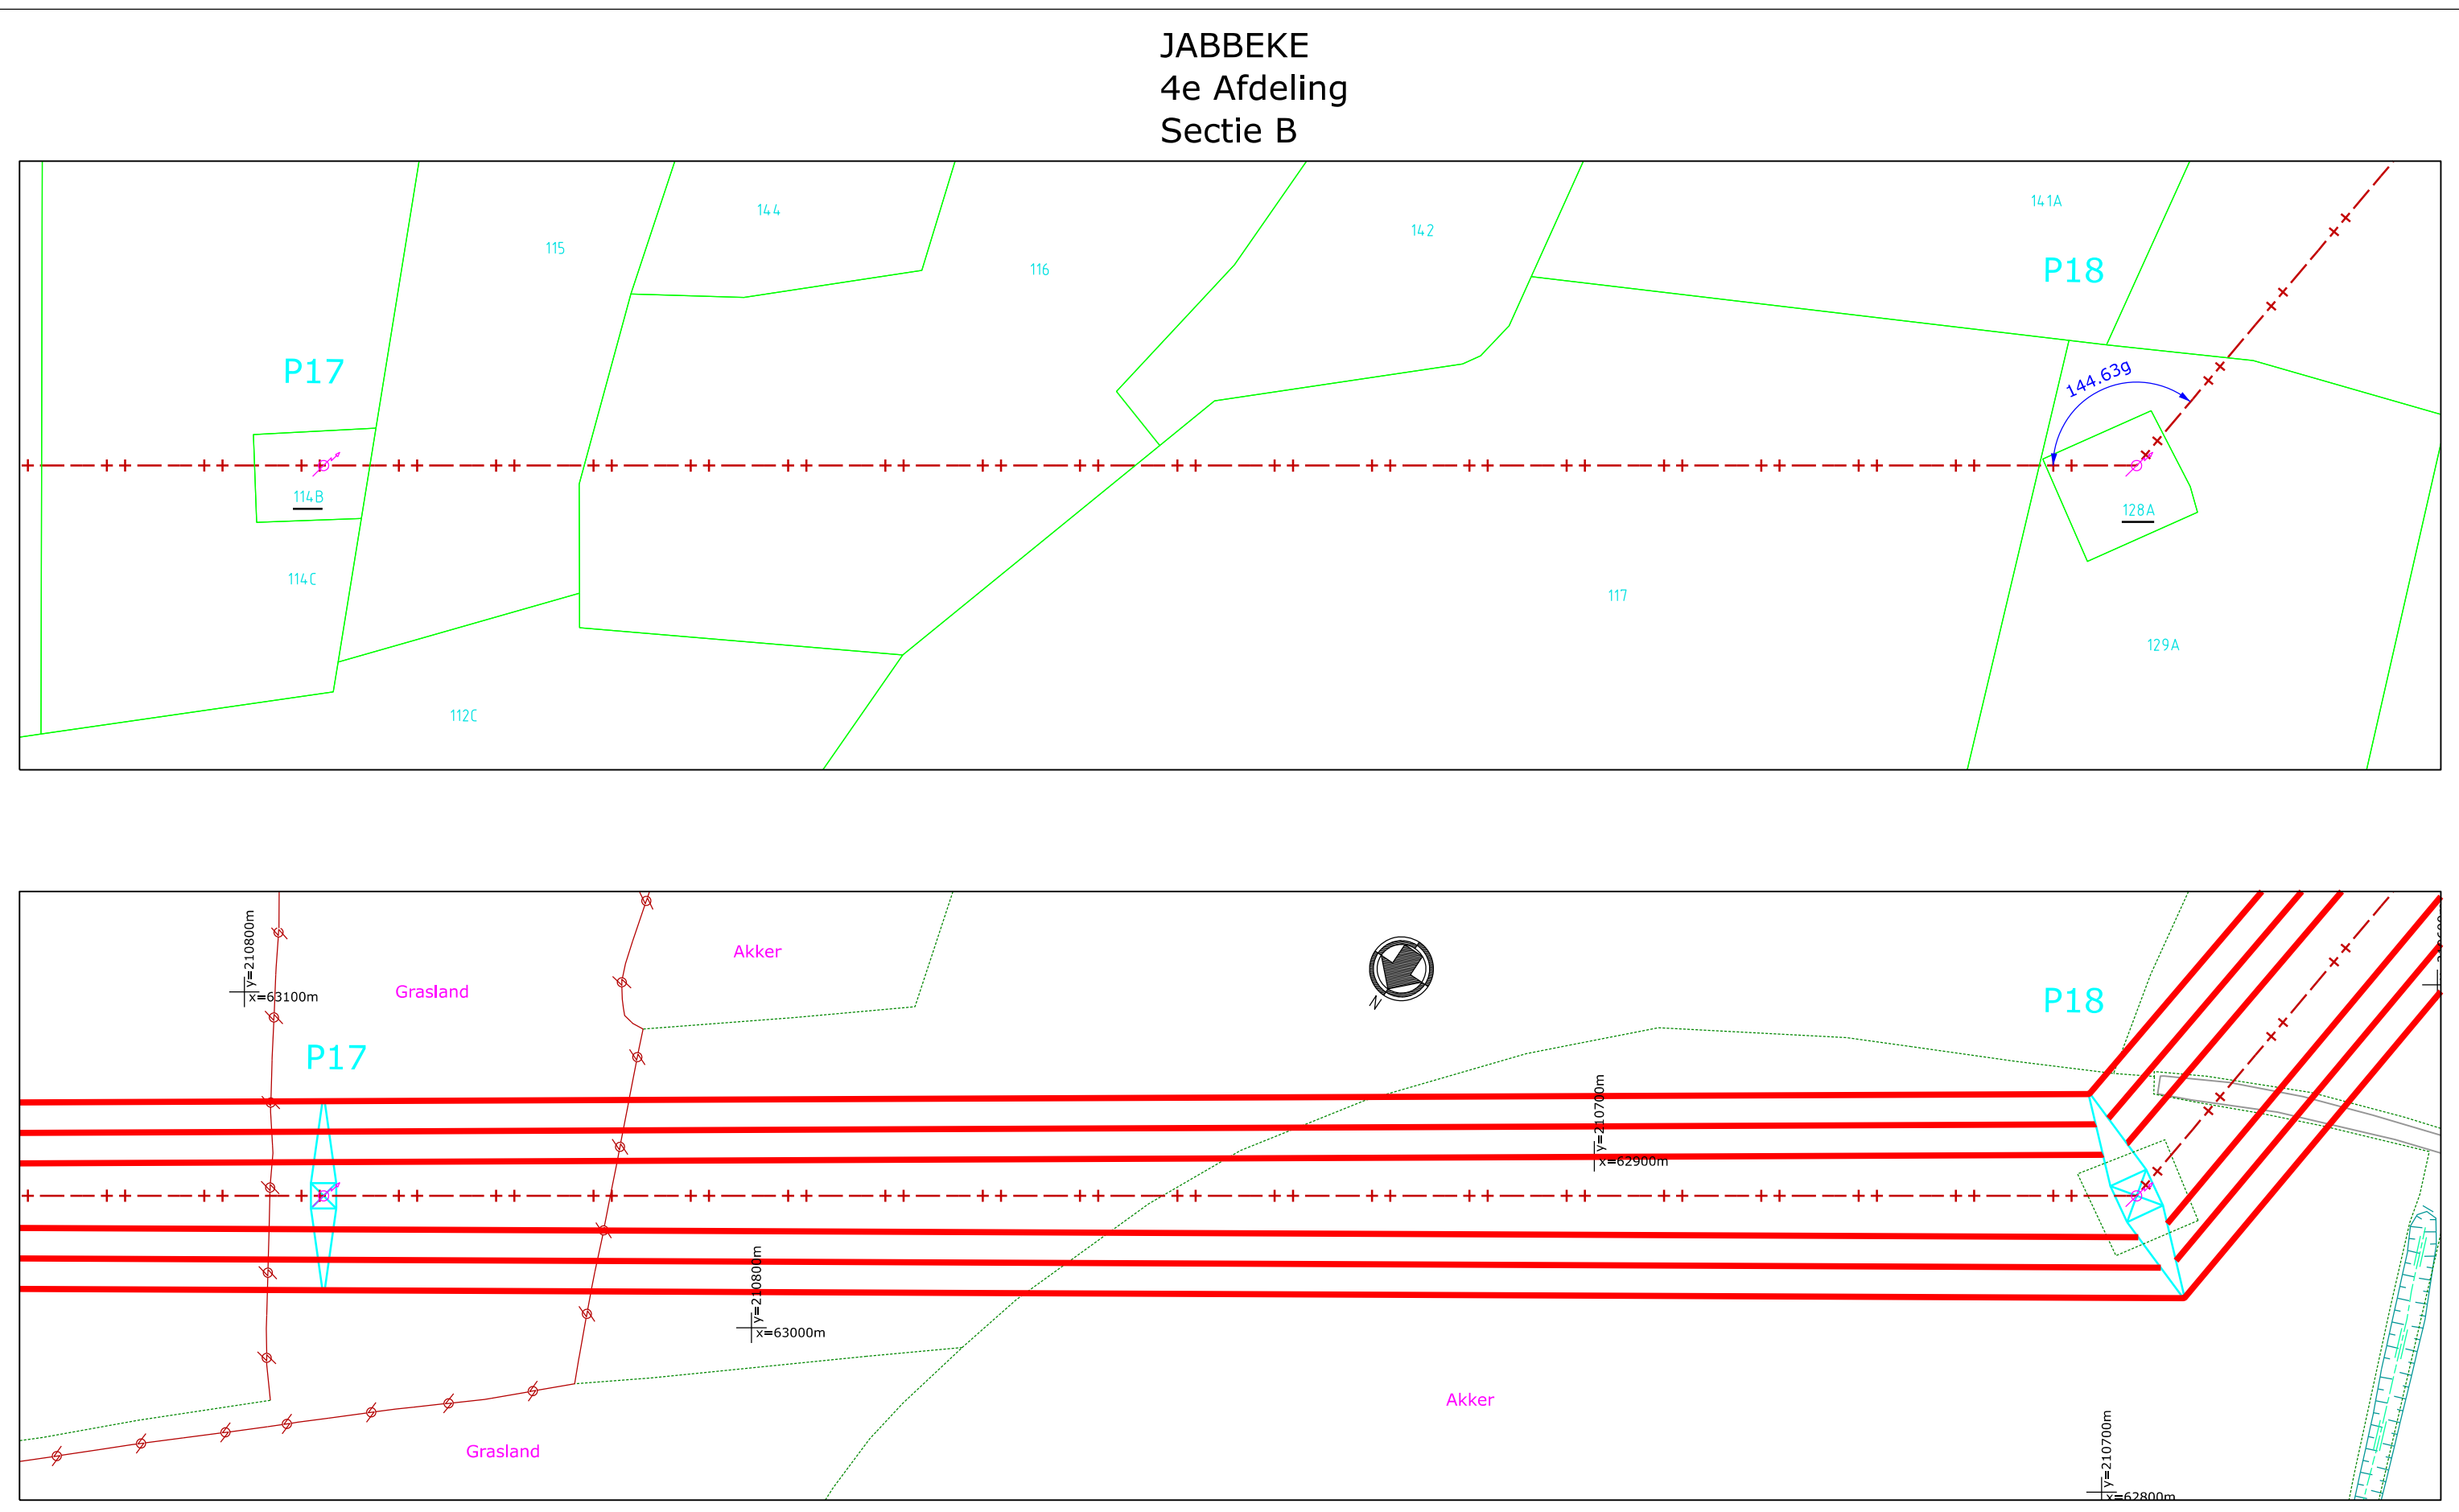 JABBEKE
4e Afdeling
Sectie B
144
115
116
142
141A
P18
P17
144.63g
114B
128A
114C
117
129A
112C
y=210800m
x=63100m
Grasland
Akker
P17
N
P18
y=210700m
x=62900m
y=210800m
x=63000m
Akker
Grasland
y=210700m
x=62800m